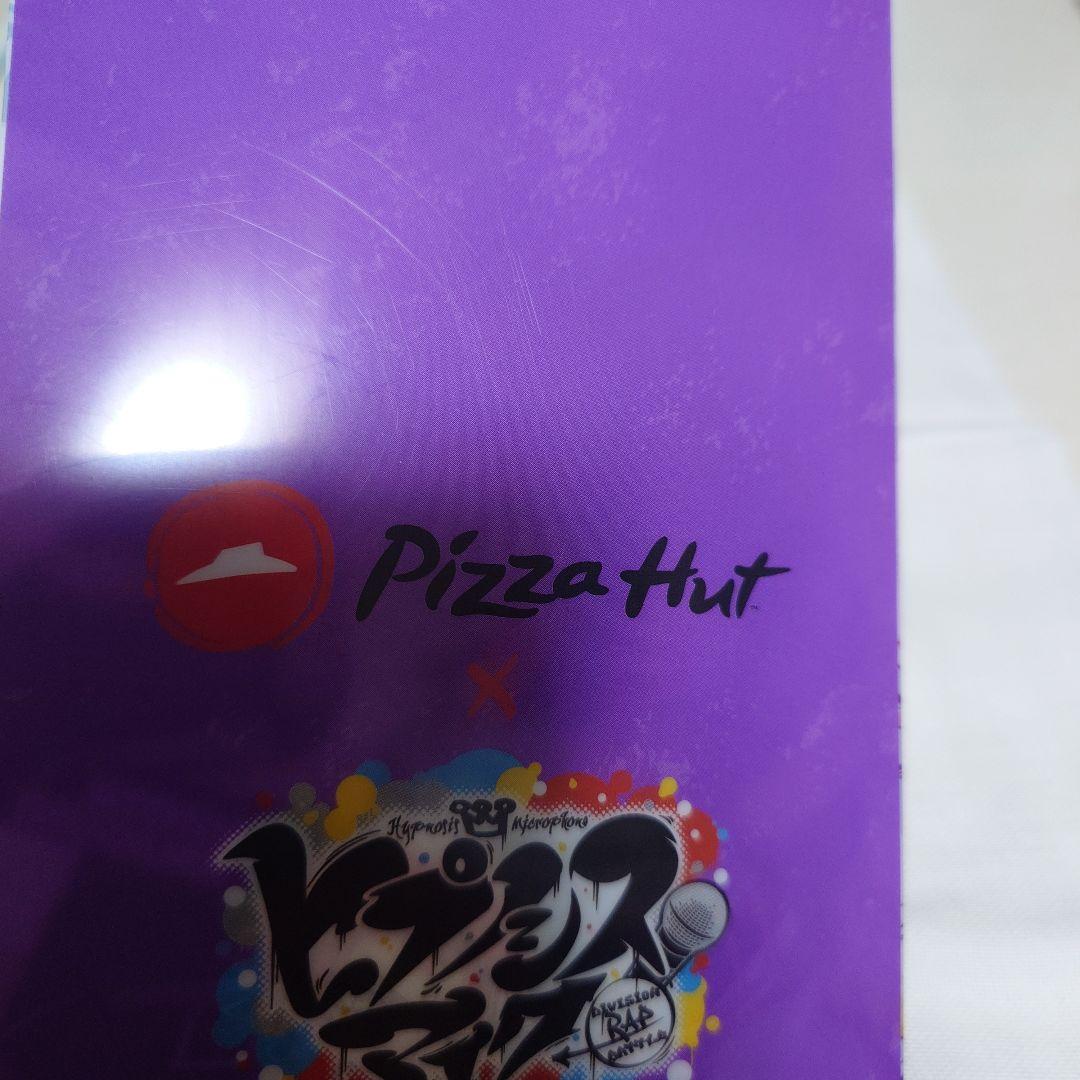 Pizza Hut
×
Hypnosis Microphone
ヒプノシス
マイク
DIVISION
RAP
BATTLE